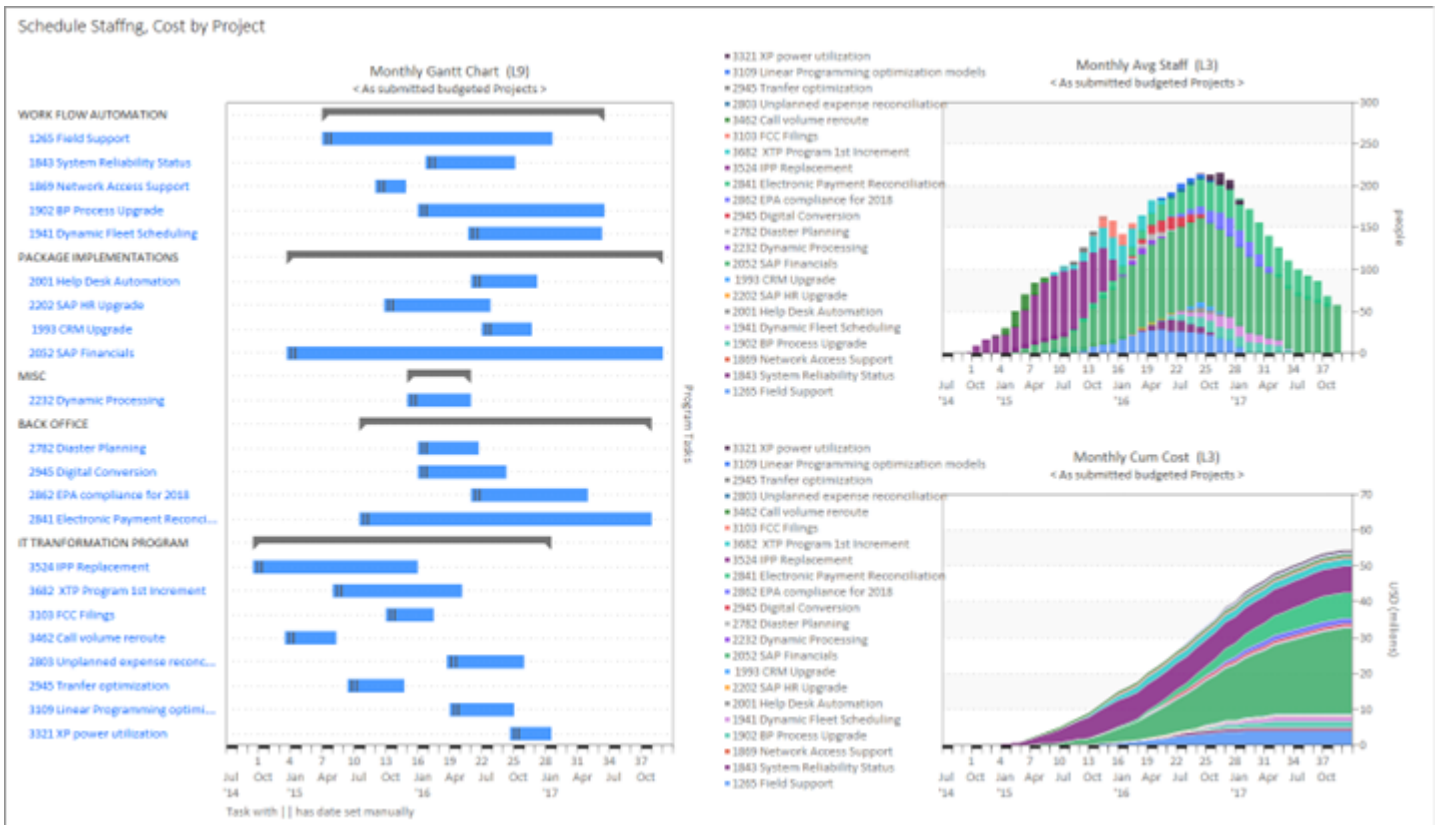 Schedule Staffng, Cost by Project
Monthly Gantt Chart (L9)
< As submitted budgeted Projects >
WORK FLOW AUTOMATION
1265 Field Support
1843 System Reliability Status
1869 Network Access Support
1902 BP Process Upgrade
1941 Dynamic Fleet Scheduling
PACKAGE IMPLEMENTATIONS
2001 Help Desk Automation
2202 SAP HR Upgrade
1993 CRM Upgrade
2052 SAP Financials
MISC
2232 Dynamic Processing
BACK OFFICE
2782 Diaster Planning
2945 Digital Conversion
2862 EPA compliance for 2018
2841 Electronic Payment Reconci...
IT TRANFORMATION PROGRAM
3524 IPP Replacement
3682 XTP Program 1st Increment
3103 FCC Filings
3462 Call volume reroute
2803 Unplanned expense reconc...
2945 Tranfer optimization
3109 Linear Programming optimi...
3321 XP power utilization
1 4 7 10 13 16 19 22 25 28 31 34 37
Jul Oct Jan Apr Jul Oct Jan Apr Jul Oct Jan Apr Jul Oct
'14 '15 '16 '17
Task with || has date set manually
Program Tasks
3321 XP power utilization
3109 Linear Programming optimization models
2945 Tranfer optimization
2803 Unplanned expense reconciliation
3462 Call volume reroute
3103 FCC Filings
3682 XTP Program 1st Increment
3524 IPP Replacement
2841 Electronic Payment Reconciliation
2862 EPA compliance for 2018
2945 Digital Conversion
2782 Diaster Planning
2232 Dynamic Processing
2052 SAP Financials
1993 CRM Upgrade
2202 SAP HR Upgrade
2001 Help Desk Automation
1941 Dynamic Fleet Scheduling
1902 BP Process Upgrade
1869 Network Access Support
1843 System Reliability Status
1265 Field Support
Monthly Avg Staff (L3)
< As submitted budgeted Projects >
300
250
200
150
100
50
0
people
1 4 7 10 13 16 19 22 25 28 31 34 37
Jul Oct Jan Apr Jul Oct Jan Apr Jul Oct Jan Apr Jul Oct
'14 '15 '16 '17
3321 XP power utilization
3109 Linear Programming optimization models
2945 Tranfer optimization
2803 Unplanned expense reconciliation
3462 Call volume reroute
3103 FCC Filings
3682 XTP Program 1st Increment
3524 IPP Replacement
2841 Electronic Payment Reconciliation
2862 EPA compliance for 2018
2945 Digital Conversion
2782 Diaster Planning
2232 Dynamic Processing
2052 SAP Financials
1993 CRM Upgrade
2202 SAP HR Upgrade
2001 Help Desk Automation
1941 Dynamic Fleet Scheduling
1902 BP Process Upgrade
1869 Network Access Support
1843 System Reliability Status
1265 Field Support
Monthly Cum Cost (L3)
< As submitted budgeted Projects >
70
60
50
40
30
20
10
0
USD (millions)
1 4 7 10 13 16 19 22 25 28 31 34 37
Jul Oct Jan Apr Jul Oct Jan Apr Jul Oct Jan Apr Jul Oct
'14 '15 '16 '17